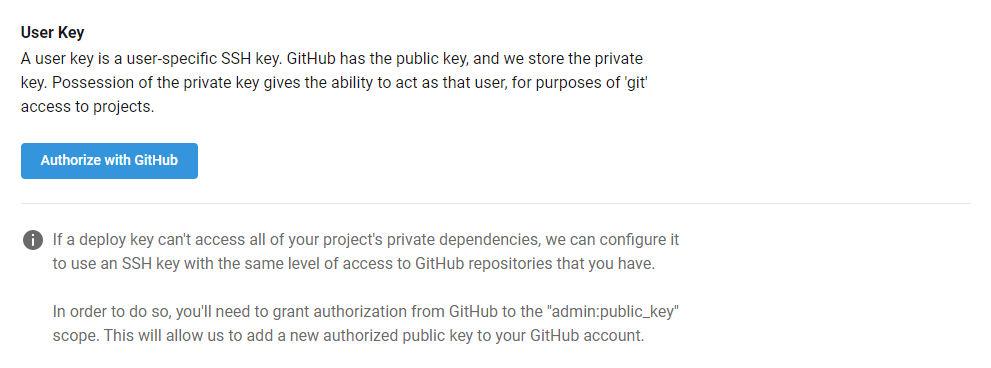 User Key
A user key is a user-specific SSH key. GitHub has the public key, and we store the private
key. Possession of the private key gives the ability to act as that user, for purposes of 'git'
access to projects.
Authorize with GitHub
If a deploy key can't access all of your project's private dependencies, we can configure it
to use an SSH key with the same level of access to GitHub repositories that you have.
In order to do so, you'll need to grant authorization from GitHub to the "admin:public_key"
scope. This will allow us to add a new authorized public key to your GitHub account.